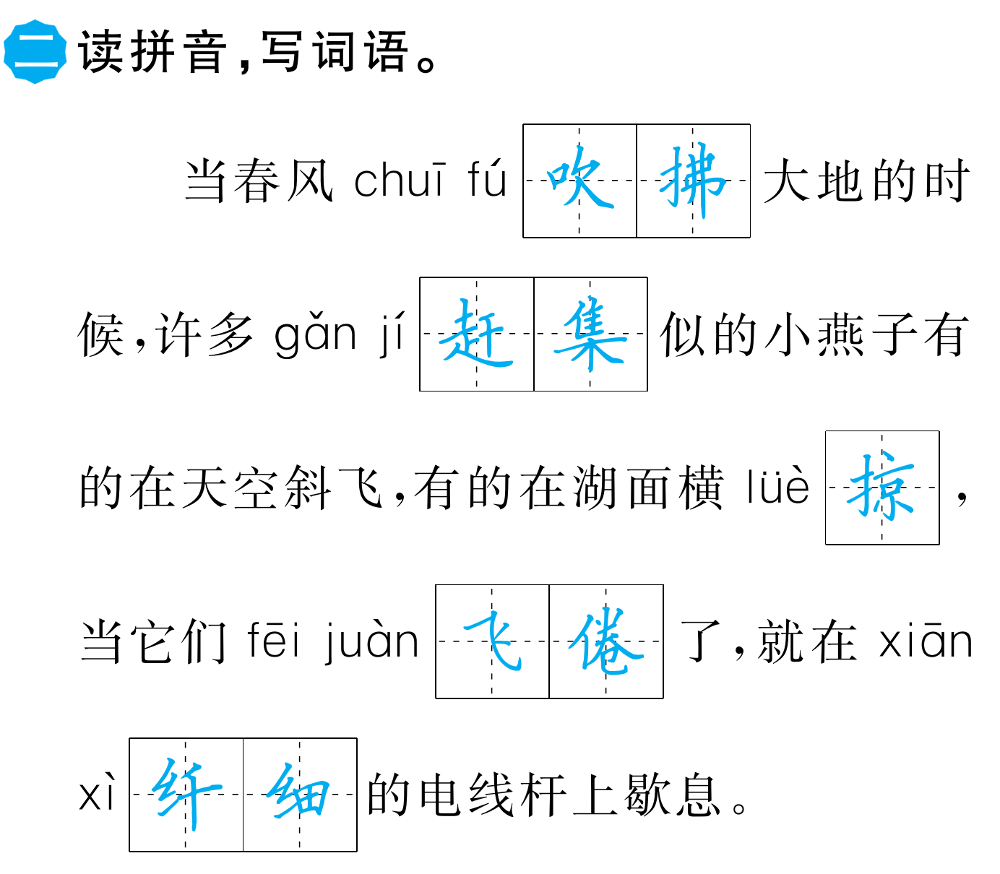 二 读拼音,写词语。
当春风 chuī fú 吹拂 大地的时
候,许多 gǎn jí 赶集 似的小燕子有
的在天空斜飞,有的在湖面横 lüè 掠,
当它们 fēi juàn 飞倦 了,就在 xiān
xì 纤细 的电线杆上歇息。